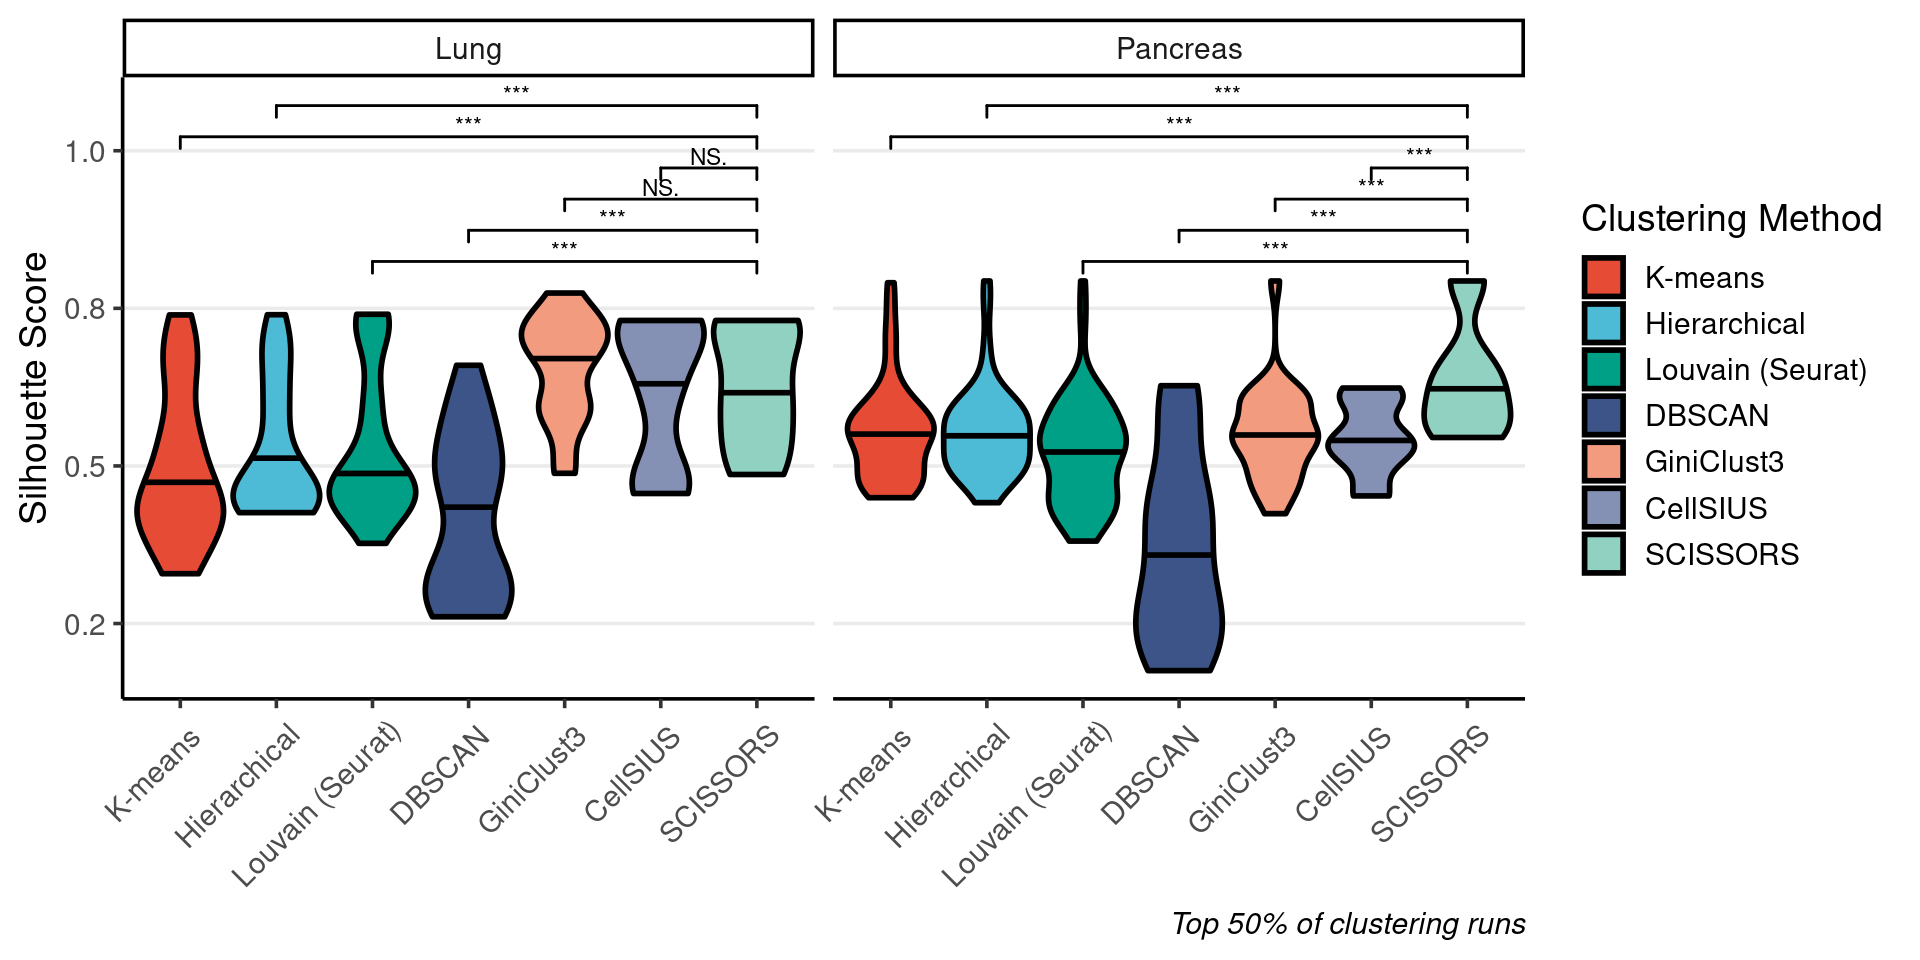 Lung
Pancreas
***
***
NS.
NS.
***
***
***
***
***
***
***
***
Silhouette Score
1.0
0.8
0.5
0.2
K-means
Hierarchical
Louvain (Seurat)
DBSCAN
GiniClust3
CellSIUS
SCISSORS
K-means
Hierarchical
Louvain (Seurat)
DBSCAN
GiniClust3
CellSIUS
SCISSORS
Clustering Method
K-means
Hierarchical
Louvain (Seurat)
DBSCAN
GiniClust3
CellSIUS
SCISSORS
Top 50% of clustering runs